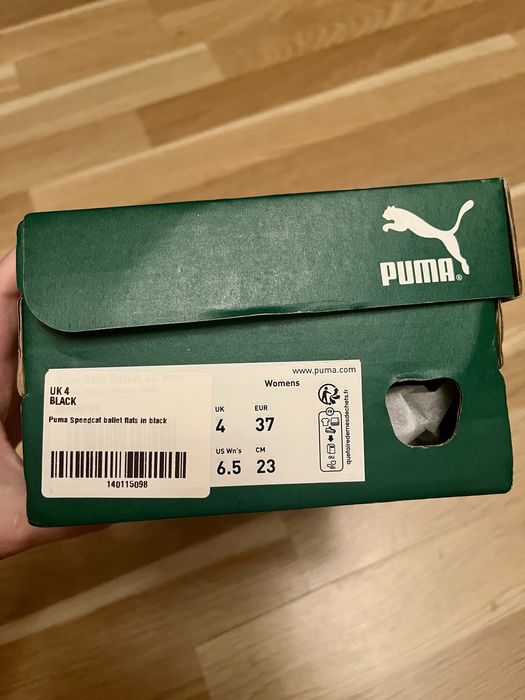 PUMA®
www.puma.com
Womens
UK 4
BLACK
Puma Speedcat ballet flats in black
140115098
UK EUR
4 37
US Wn's CM
6.5 23
FR
quefairedemesdechets.fr